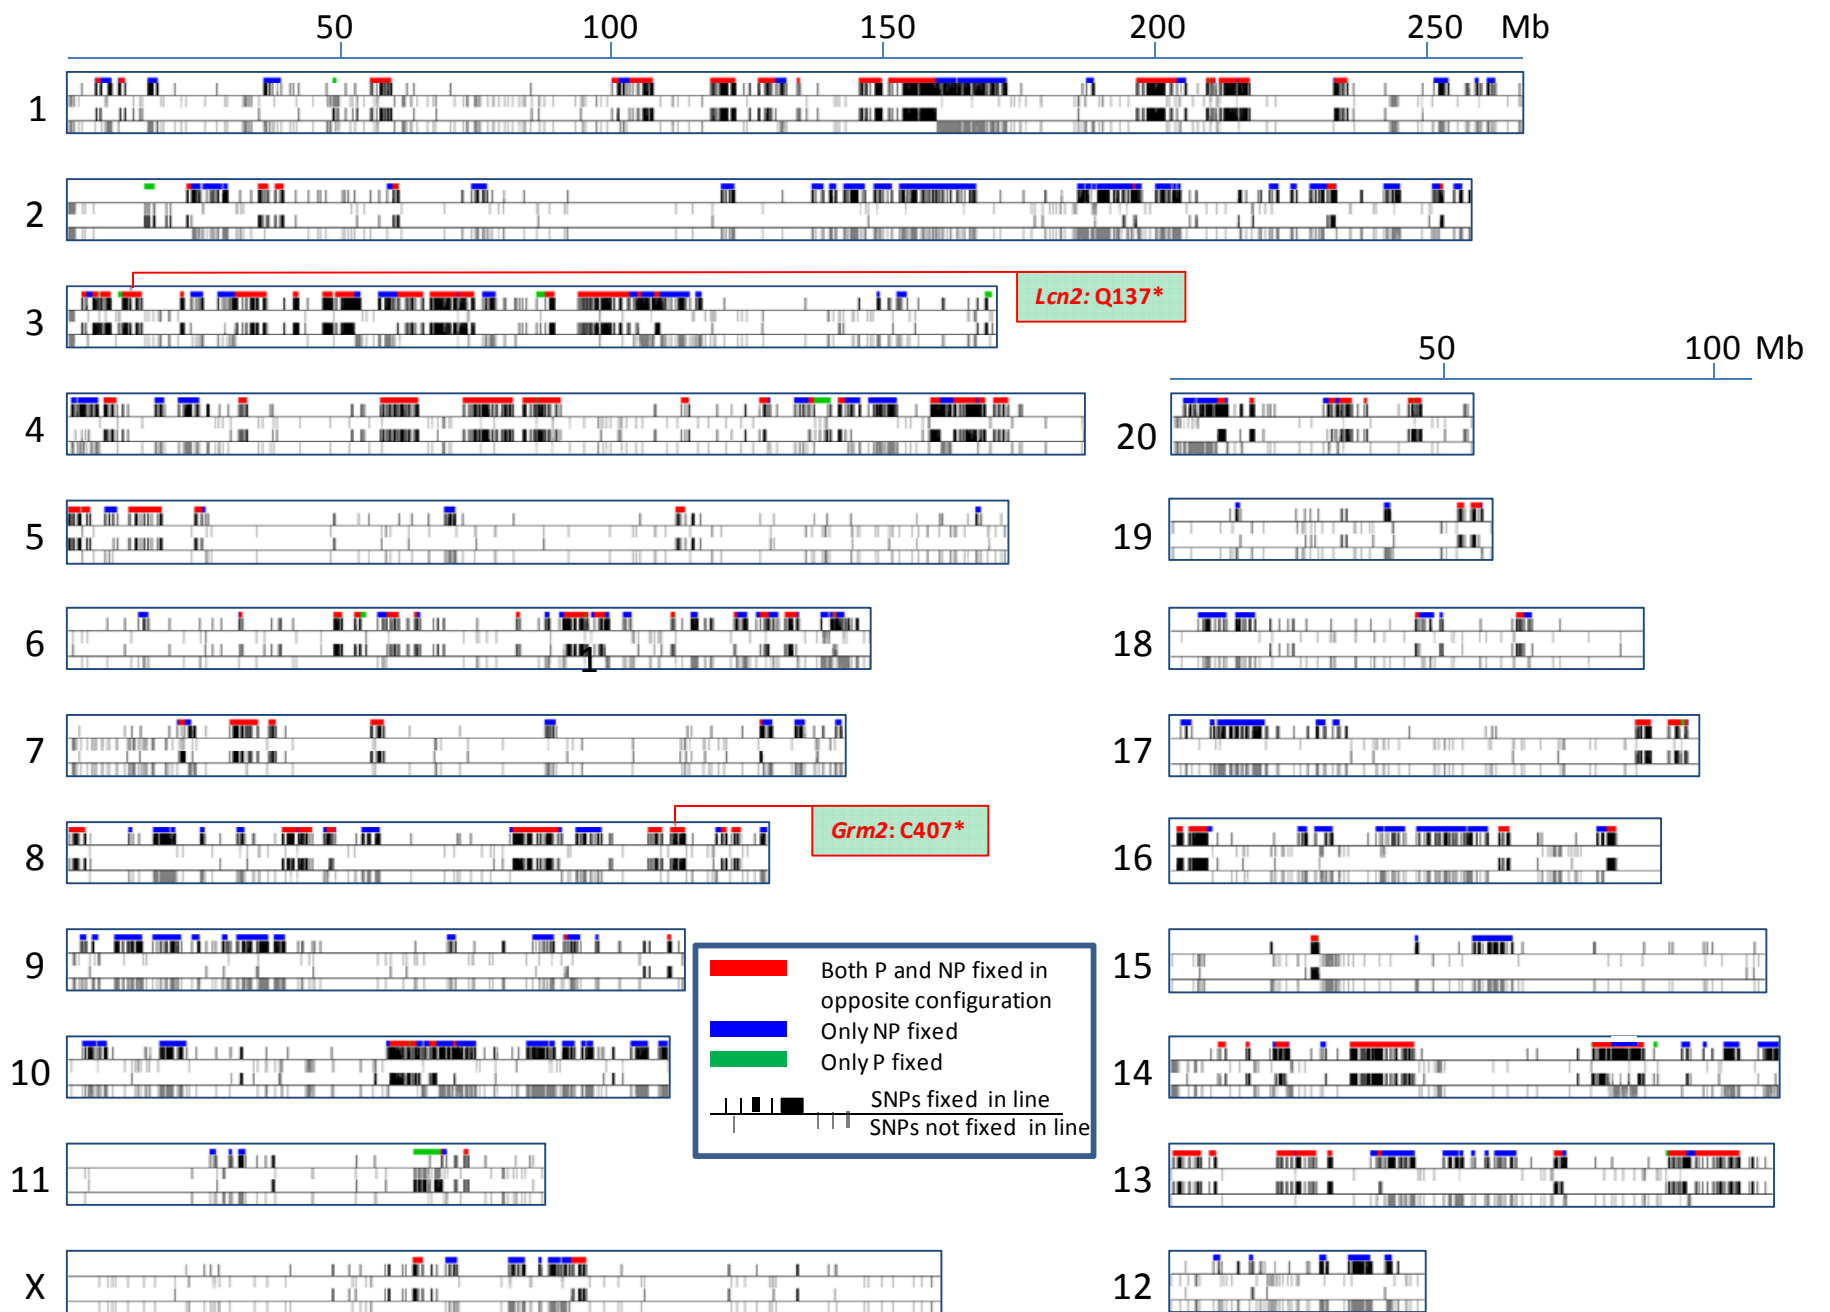 50 100 150 200 250 Mb
1
2
3
Lcn2: Q137*
50 100 Mb
4
20
5
19
6
1
18
7
17
8
Grm2: C407*
16
9
15
Both P and NP fixed in
opposite configuration
Only NP fixed
Only P fixed
SNPs fixed in line
SNPs not fixed in line
10
14
11
13
X
12